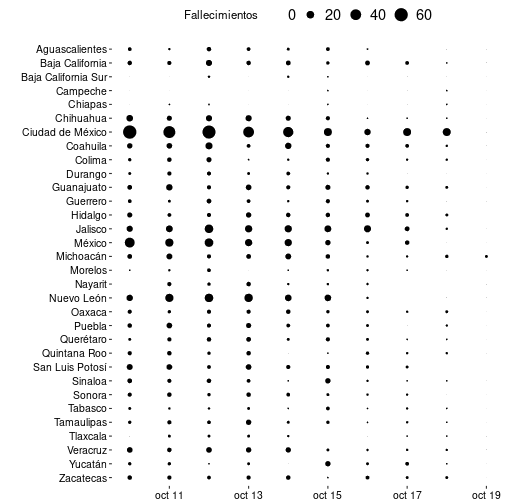 Fallecimientos 0 20 40 60
Aguascalientes
Baja California
Baja California Sur
Campeche
Chiapas
Chihuahua
Ciudad de México
Coahuila
Colima
Durango
Guanajuato
Guerrero
Hidalgo
Jalisco
México
Michoacán
Morelos
Nayarit
Nuevo León
Oaxaca
Puebla
Querétaro
Quintana Roo
San Luis Potosí
Sinaloa
Sonora
Tabasco
Tamaulipas
Tlaxcala
Veracruz
Yucatán
Zacatecas
oct 11 oct 13 oct 15 oct 17 oct 19